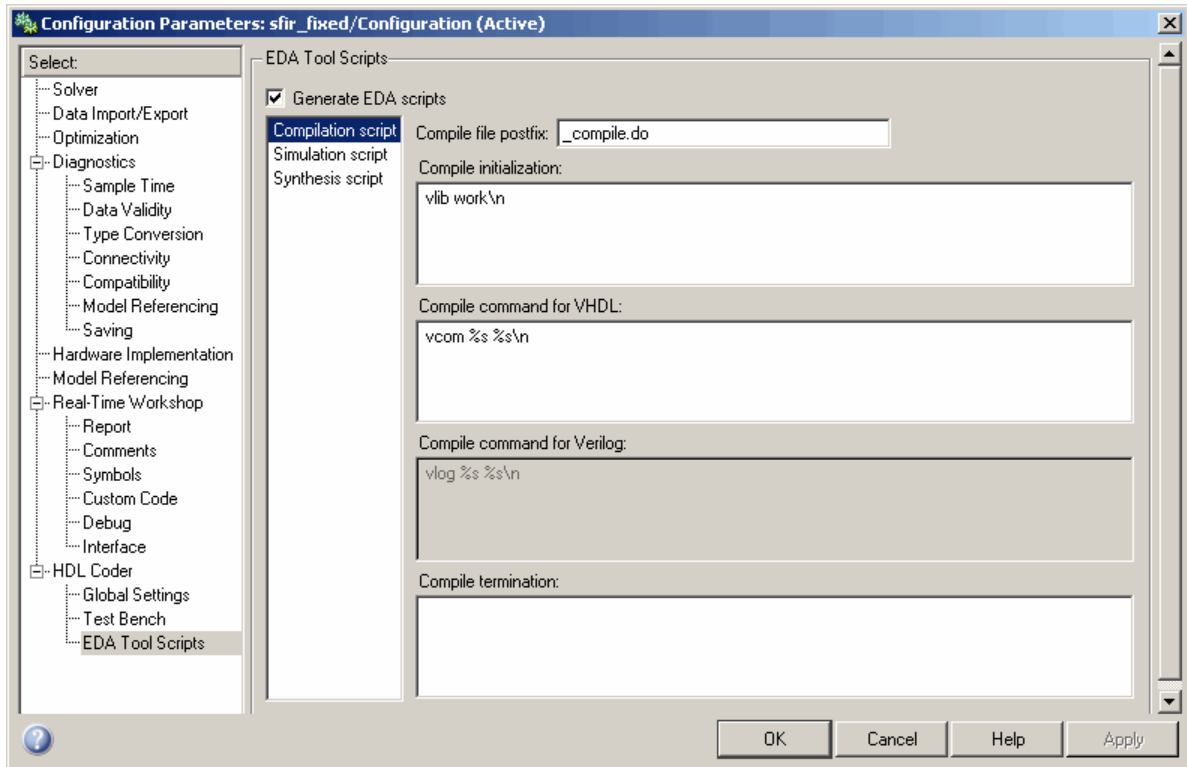 Configuration Parameters: sfir_fixed/Configuration (Active)
Select:
Solver
Data Import/Export
Optimization
Diagnostics
Sample Time
Data Validity
Type Conversion
Connectivity
Compatibility
Model Referencing
Saving
Hardware Implementation
Model Referencing
Real-Time Workshop
Report
Comments
Symbols
Custom Code
Debug
Interface
HDL Coder
Global Settings
Test Bench
EDA Tool Scripts
EDA Tool Scripts
Generate EDA scripts
Compilation script
Simulation script
Synthesis script
Compile file postfix: _compile.do
Compile initialization:
vlib work\n
Compile command for VHDL:
vcom %s %s\n
Compile command for Verilog:
vlog %s %s\n
Compile termination:
OK Cancel Help Apply